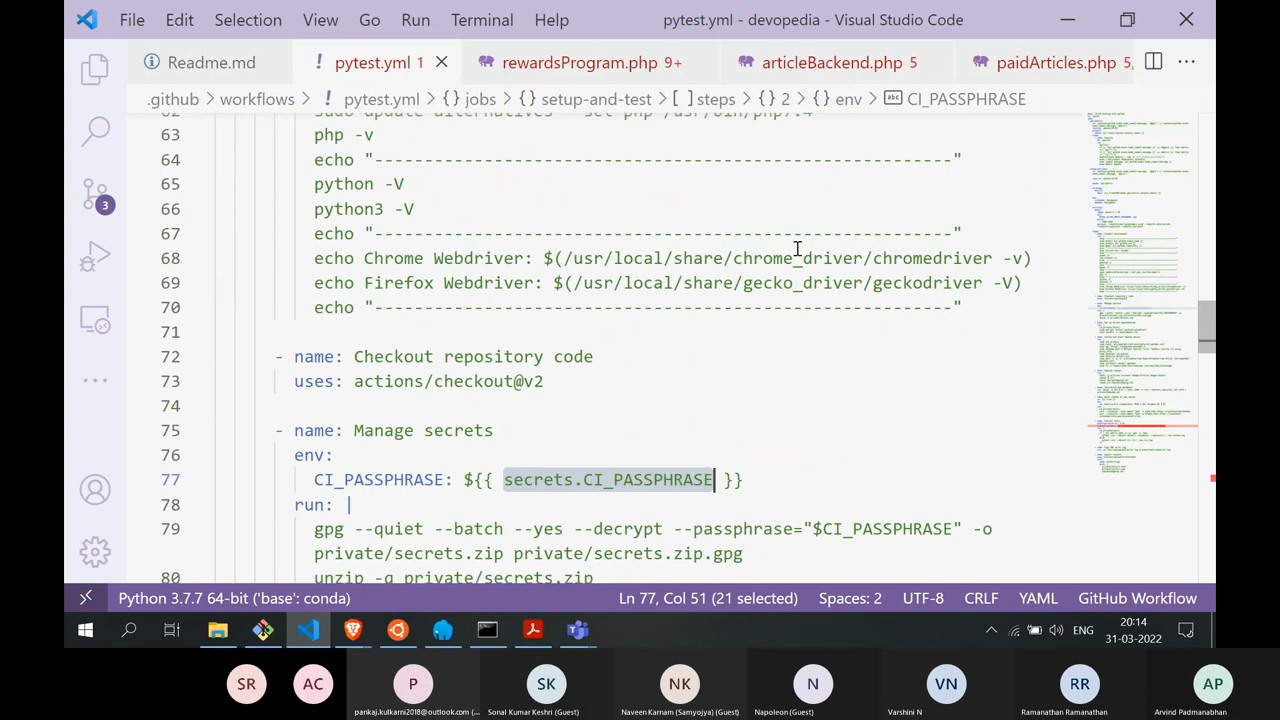 File Edit Selection View Go Run Terminal Help pytest.yml - devopedia - Visual Studio Code
Readme.md ! pytest.yml 1 rewardsProgram.php 9+ articleBackend.php 5 paidArticles.php 5,
.github > workflows > ! pytest.yml > {} jobs > {} setup-and-test > [ ] steps > {} 2 > {} env > CI_PASSPHRASE
63 php -v
64 echo "----------------------------------------------------------"
65 python -v
66 python3 -v
67 echo "----------------------------------------------------------"
68 echo Chrome Webdriver: $(/usr/local/share/chrome_driver/chromedriver -v)
69 echo Firefox Webdriver: $(/usr/local/share/gecko_driver/geckodriver -V)
70 echo "----------------------------------------------------------"
71
72 - name: Checkout repository code
73 uses: actions/checkout@v2
74
75 - name: Manage secrets
76 env:
77 CI_PASSPHRASE: ${{ secrets.CI_PASSPHRASE }}
78 run: |
79 gpg --quiet --batch --yes --decrypt --passphrase="$CI_PASSPHRASE" -o
private/secrets.zip private/secrets.zip.gpg
80 unzip -q private/secrets.zip
3
Python 3.7.7 64-bit ('base': conda) Ln 77, Col 51 (21 selected) Spaces: 2 UTF-8 CRLF YAML GitHub Workflow
ENG 20:14
31-03-2022
SR AC P SK NK N VN RR AP
pankaj.kulkarni2018@outlook.com (... Sonal Kumar Keshri (Guest) Naveen Karnam (Samyojya) (Guest) Napoleon (Guest) Varshini N Ramanathan Ramanathan Arvind Padmanabhan